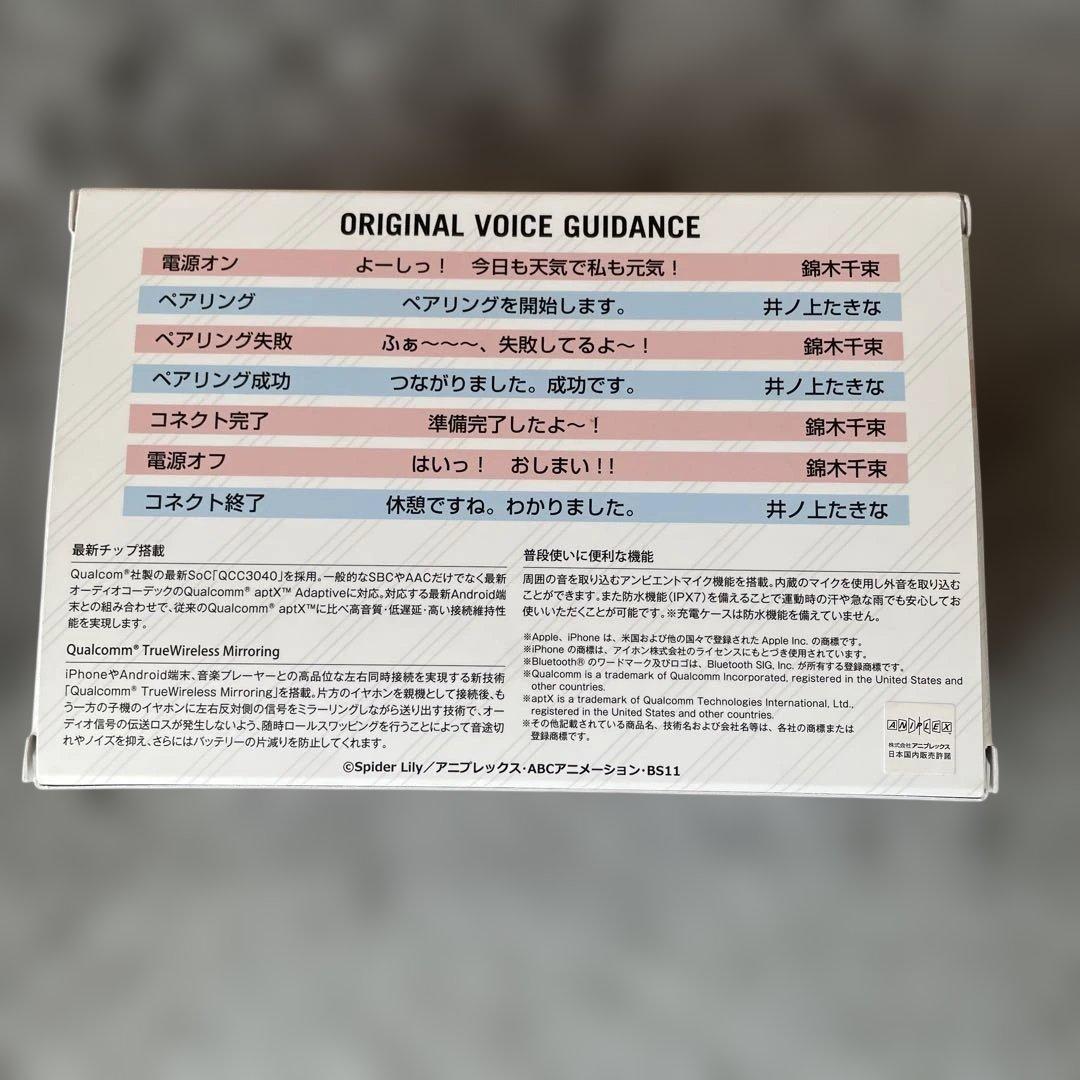 ORIGINAL VOICE GUIDANCE
電源オン よーしっ！ 今日も天気で私も元気！ 錦木千束
ペアリング ペアリングを開始します。 井ノ上たきな
ペアリング失敗 ふぁ〜〜〜、失敗してるよ〜！ 錦木千束
ペアリング成功 つながりました。成功です。 井ノ上たきな
コネクト完了 準備完了したよ〜！ 錦木千束
電源オフ はいっ！ おしまい!! 錦木千束
コネクト終了 休憩ですね。わかりました。 井ノ上たきな
最新チップ搭載
Qualcom®社製の最新SoC「QCC3040」を採用。一般的なSBCやAACだけでなく最新
オーディオコーデックのQualcomm® aptX™ Adaptiveに対応。対応する最新Android端
末との組み合わせで、従来のQualcomm® aptX™に比べ高音質・低遅延・高い接続維持性
能を実現します。
Qualcomm® TrueWireless Mirroring
iPhoneやAndroid端末、音楽プレーヤーとの高品位な左右同時接続を実現する新技術
「Qualcomm® TrueWireless Mirroring」を搭載。片方のイヤホンを親機として接続後、も
う一方の子機のイヤホンに左右反対側の信号をミラーリングしながら送り出す技術で、オー
ディオ信号の伝送ロスが発生しないよう、随時ロールスワッピングを行うことによって音途切
れやノイズを抑え、さらにはバッテリーの片減りを防止してくれます。
普段使いに便利な機能
周囲の音を取り込むアンビエントマイク機能を搭載。内蔵のマイクを使用し外音を取り込む
ことができます。また防水機能(IPX7)を備えることで運動時の汗や急な雨でも安心してお
使いいただくことが可能です。※充電ケースは防水機能を備えていません。
※Apple、iPhone は、米国および他の国々で登録された Apple Inc. の商標です。
※iPhone の商標は、アイホン株式会社のライセンスにもとづき使用されています。
※Bluetooth® のワードマーク及びロゴは、Bluetooth SIG, Inc. が所有する登録商標です。
※Qualcomm is a trademark of Qualcomm Incorporated, registered in the United States and
other countries.
※aptX is a trademark of Qualcomm Technologies International, Ltd.,
registered in the United States and other countries.
※その他記載されている商品名、技術名および会社名等は、各社の商標または
登録商標です。
ANIPLEX
株式会社アニプレックス
日本国内販売許諾
©Spider Lily／アニプレックス・ABCアニメーション・BS11